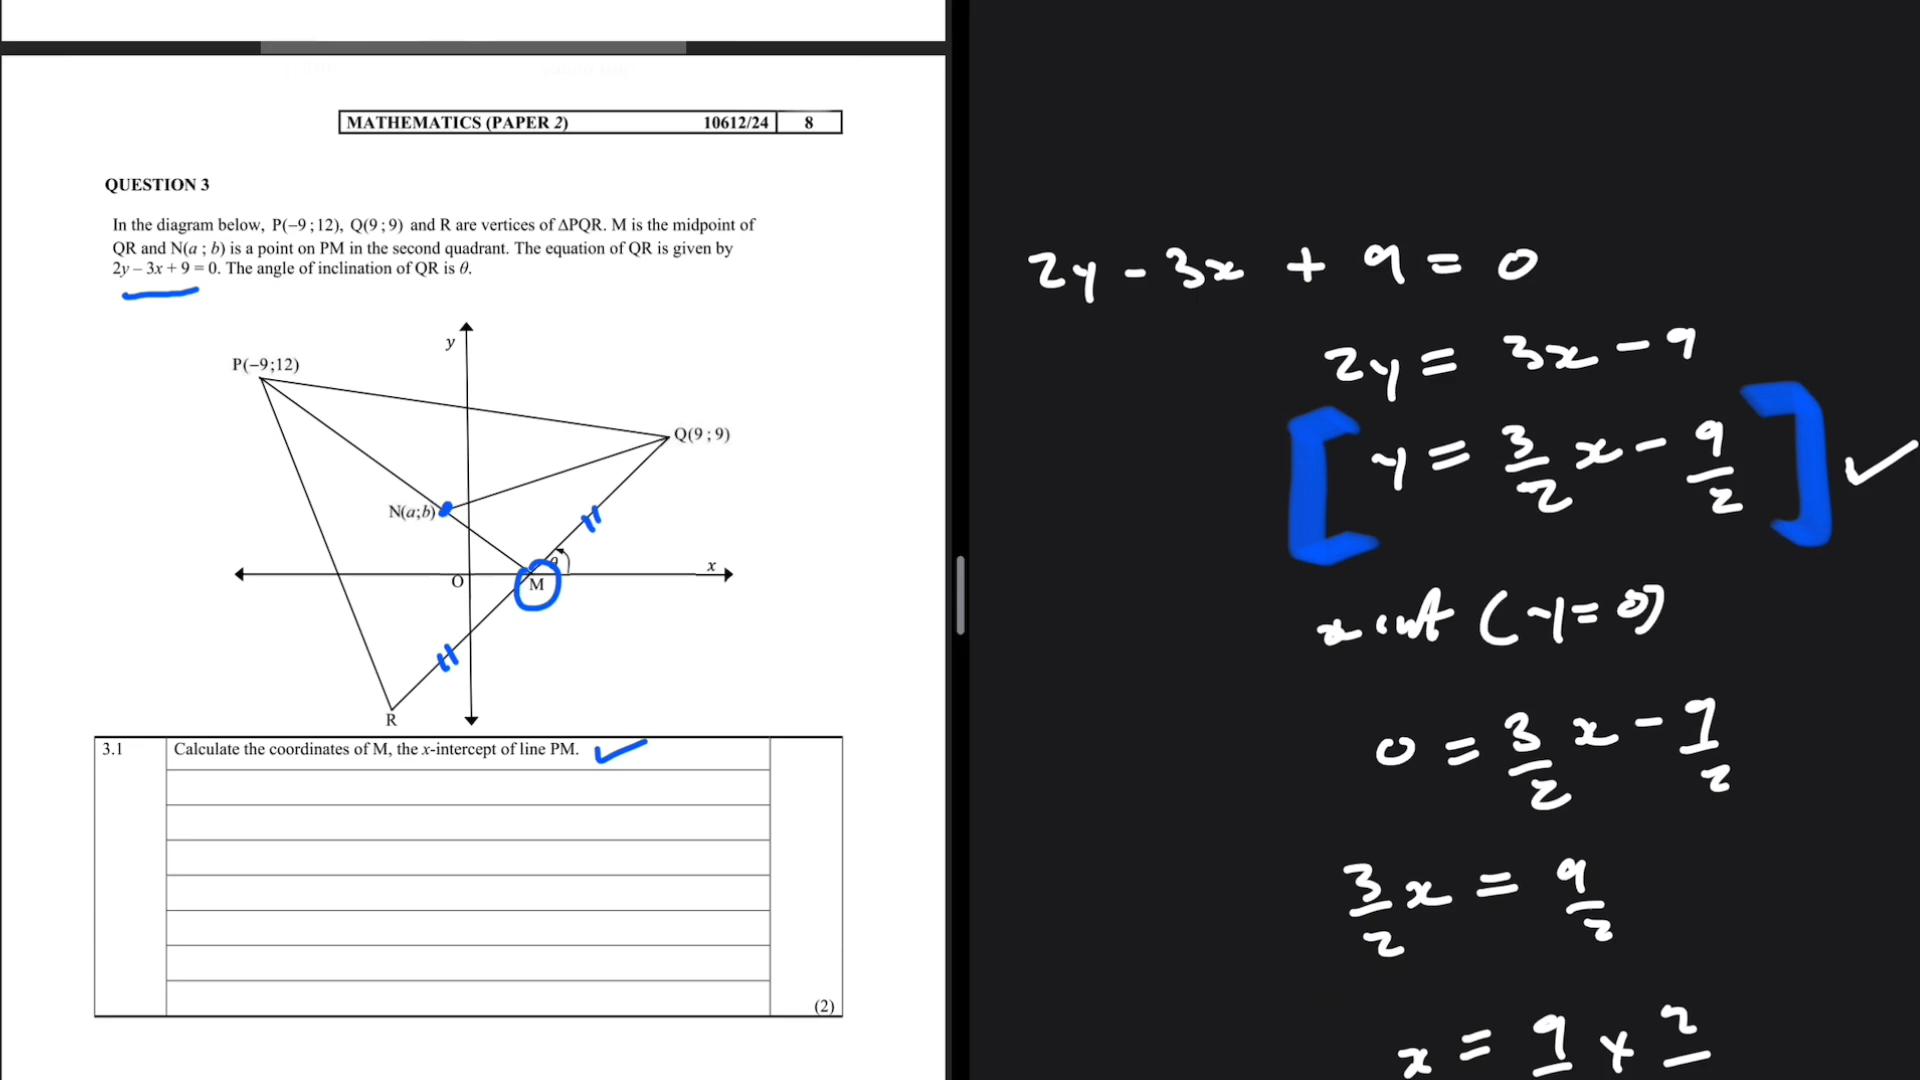 MATHEMATICS (PAPER 2) 10612/24 8
QUESTION 3
In the diagram below, P(–9 ; 12), Q(9 ; 9) and R are vertices of ΔPQR. M is the midpoint of
QR and N(a ; b) is a point on PM in the second quadrant. The equation of QR is given by
2y – 3x + 9 = 0. The angle of inclination of QR is θ.
y
P(–9;12)
Q(9 ; 9)
N(a;b)
θ
x
O
M
R
3.1 Calculate the coordinates of M, the x-intercept of line PM.
(2)
2y - 3x + 9 = 0
2y = 3x - 9
[ y = 3/2 x - 9/2 ] ✓
x int (y = 0)
0 = 3/2 x - 9/2
3/2 x = 9/2
x = 9 × 2